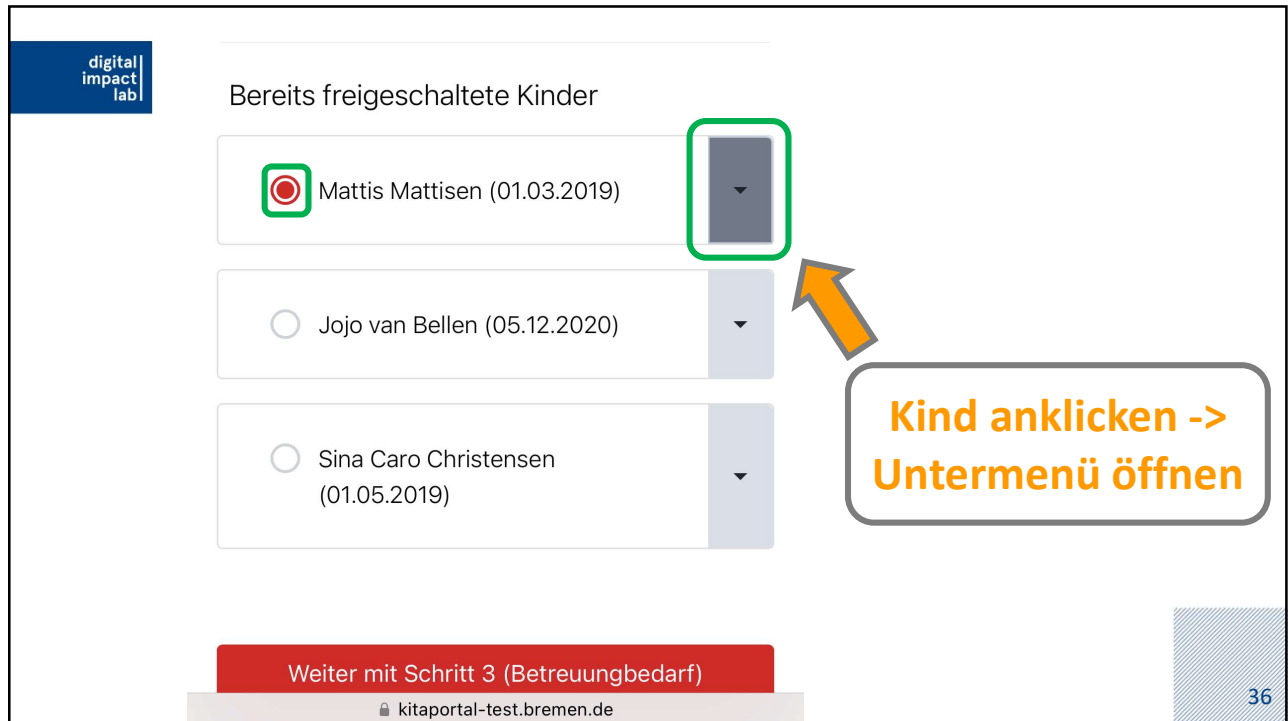 digital
impact
lab
Bereits freigeschaltete Kinder
Mattis Mattisen (01.03.2019)
Jojo van Bellen (05.12.2020)
Sina Caro Christensen
(01.05.2019)
Kind anklicken ->
Untermenü öffnen
Weiter mit Schritt 3 (Betreuungbedarf)
kitaportal-test.bremen.de
36